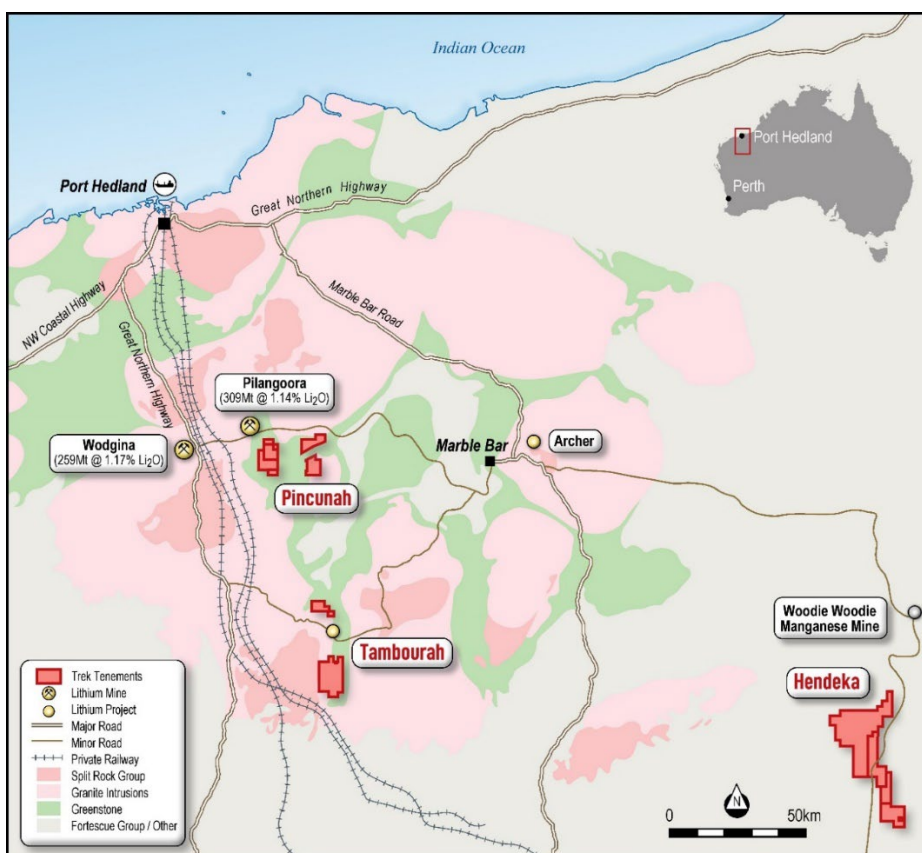 Indian Ocean
Port Hedland
Perth
Port Hedland
Great Northern Highway
NW Coastal Highway
Great Northern Highway
Marble Bar Road
Pilangoora
(309Mt @ 1.14% Li₂O)
Wodgina
(259Mt @ 1.17% Li₂O)
Marble Bar
Archer
Pincunah
Woodie Woodie
Manganese Mine
Tambourah
Hendeka
Trek Tenements
Lithium Mine
Lithium Project
Major Road
Minor Road
Private Railway
Split Rock Group
Granite Intrusions
Greenstone
Fortescue Group / Other
N
0 50km